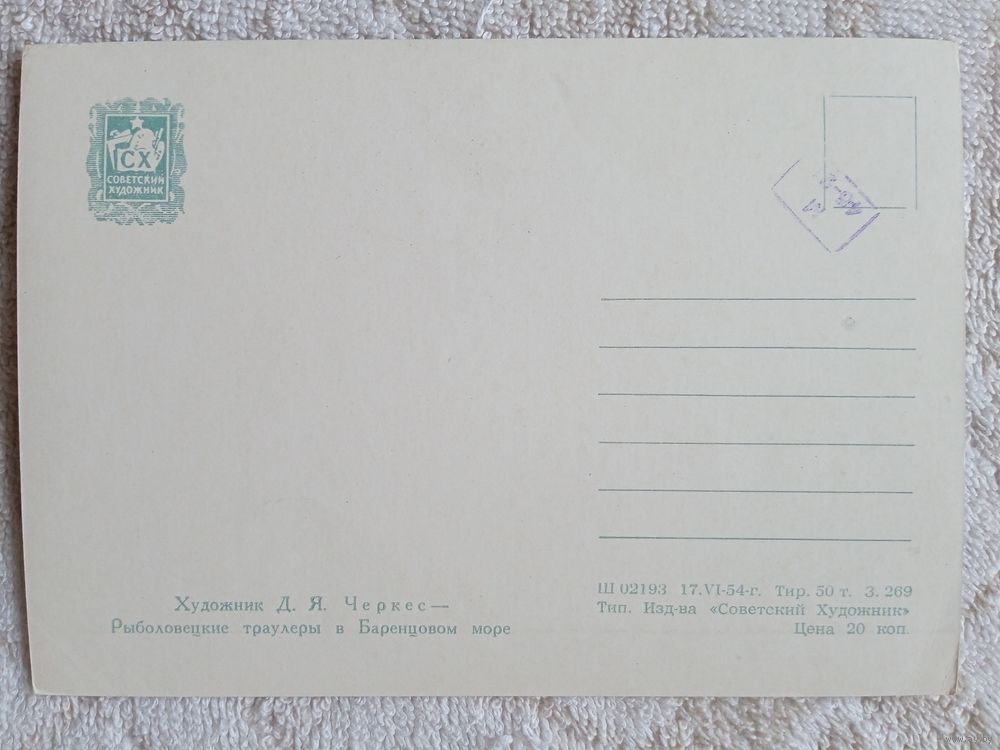 СХ
СОВЕТСКИЙ
ХУДОЖНИК
Художник Д. Я. Черкес—
Рыболовецкие траулеры в Баренцовом море
Ш 02193 17.VI-54-г. Тир. 50 т. З. 269
Тип. Изд-ва «Советский Художник»
Цена 20 коп.